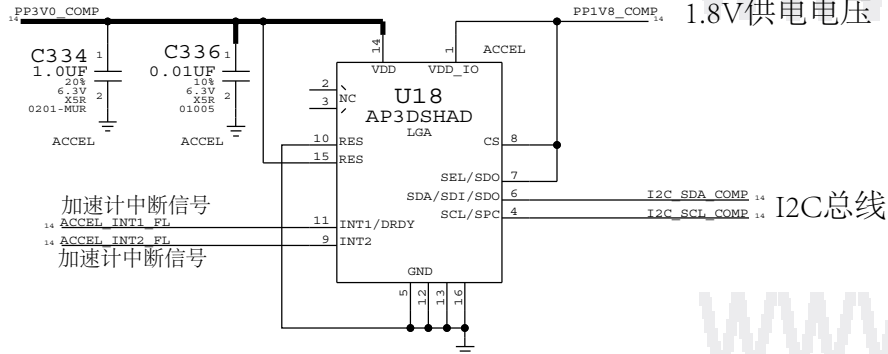 PP3V0_COMP
14
PP1V8_COMP 14
1.8V供电电压
C334
1.0UF
20%
6.3V
X5R
0201-MUR
1
2
ACCEL
C336
0.01UF
10%
6.3V
X5R
01005
1
2
ACCEL
14
1
ACCEL
VDD
VDD_IO
2
3
NC
U18
AP3DSHAD
LGA
10 RES
15 RES
CS 8
SEL/SDO 7
SDA/SDI/SDO 6
I2C_SDA_COMP 14
SCL/SPC 4
I2C_SCL_COMP 14
I2C总线
加速计中断信号
14 ACCEL_INT1_FL
11 INT1/DRDY
14 ACCEL_INT2_FL
9 INT2
加速计中断信号
GND
5
12
13
16
WWW